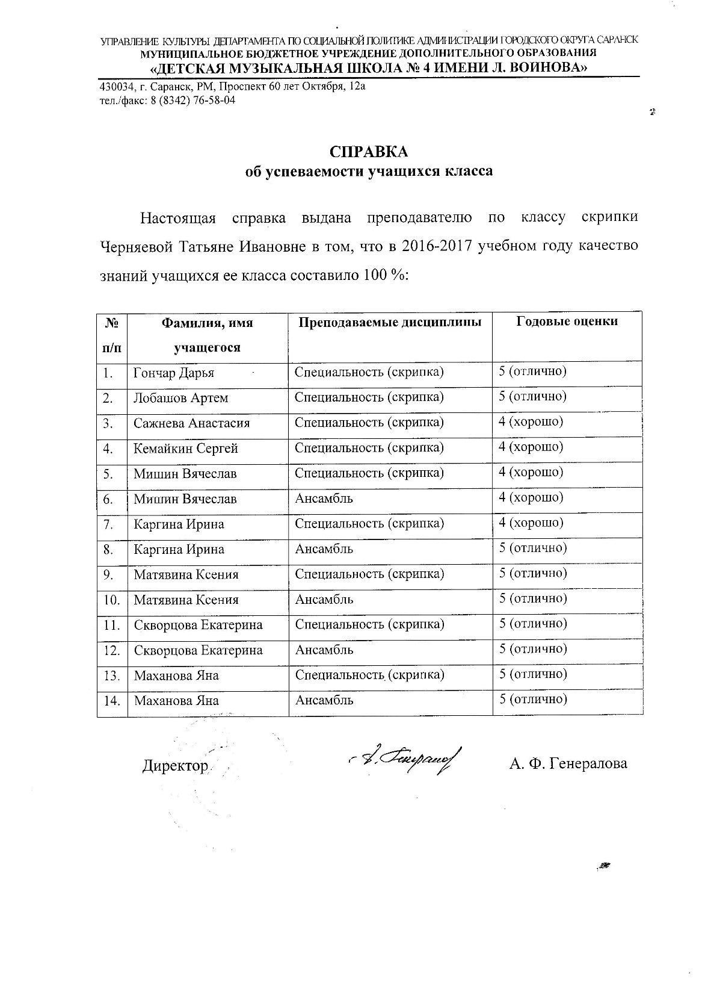 УПРАВЛЕНИЕ КУЛЬТУРЫ ДЕПАРТАМЕНТА ПО СОЦИАЛЬНОЙ ПОЛИТИКЕ АДМИНИСТРАЦИИ ГОРОДСКОГО ОКРУГА САРАНСК
МУНИЦИПАЛЬНОЕ БЮДЖЕТНОЕ УЧРЕЖДЕНИЕ ДОПОЛНИТЕЛЬНОГО ОБРАЗОВАНИЯ
«ДЕТСКАЯ МУЗЫКАЛЬНАЯ ШКОЛА № 4 ИМЕНИ Л. ВОИНОВА»
430034, г. Саранск, РМ, Проспект 60 лет Октября, 12а
тел./факс: 8 (8342) 76-58-04
СПРАВКА
об успеваемости учащихся класса
Настоящая справка выдана преподавателю по классу скрипки
Черняевой Татьяне Ивановне в том, что в 2016-2017 учебном году качество
знаний учащихся ее класса составило 100 %:
№ п/п Фамилия, имя учащегося Преподаваемые дисциплины Годовые оценки
1. Гончар Дарья Специальность (скрипка) 5 (отлично)
2. Лобашов Артем Специальность (скрипка) 5 (отлично)
3. Сажнева Анастасия Специальность (скрипка) 4 (хорошо)
4. Кемайкин Сергей Специальность (скрипка) 4 (хорошо)
5. Мишин Вячеслав Специальность (скрипка) 4 (хорошо)
6. Мишин Вячеслав Ансамбль 4 (хорошо)
7. Каргина Ирина Специальность (скрипка) 4 (хорошо)
8. Каргина Ирина Ансамбль 5 (отлично)
9. Матявина Ксения Специальность (скрипка) 5 (отлично)
10. Матявина Ксения Ансамбль 5 (отлично)
11. Скворцова Екатерина Специальность (скрипка) 5 (отлично)
12. Скворцова Екатерина Ансамбль 5 (отлично)
13. Маханова Яна Специальность (скрипка) 5 (отлично)
14. Маханова Яна Ансамбль 5 (отлично)
Директор А. Ф. Генералова